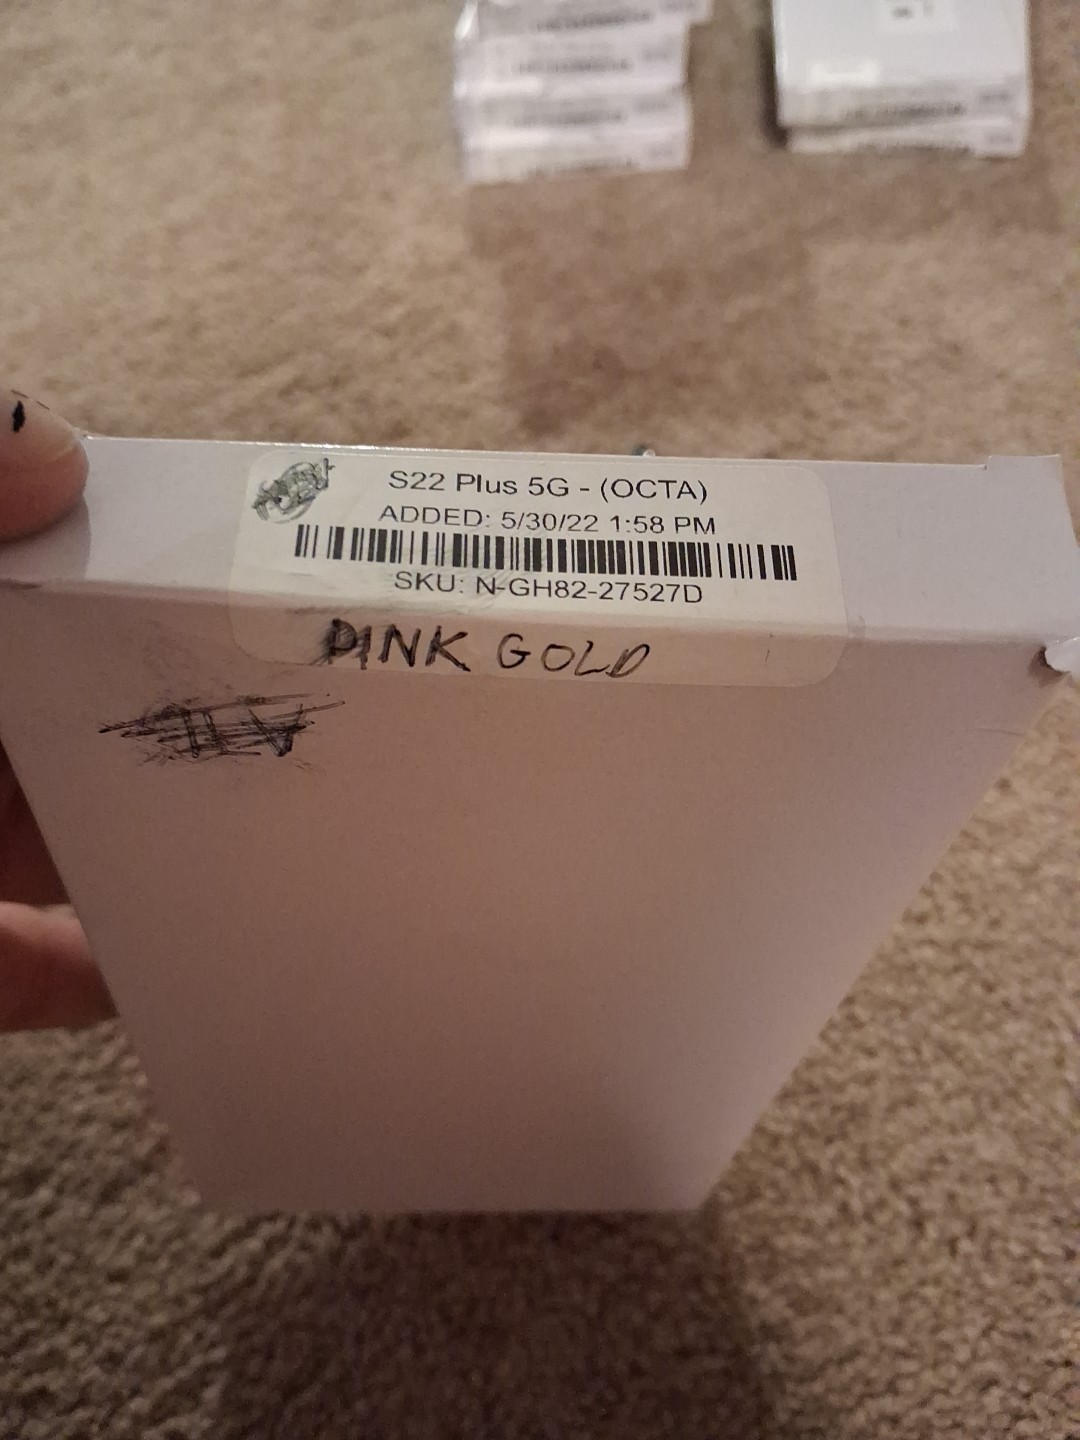 S22 Plus 5G - (OCTA)
ADDED: 5/30/22 1:58 PM
SKU: N-GH82-27527D
PINK GOLD